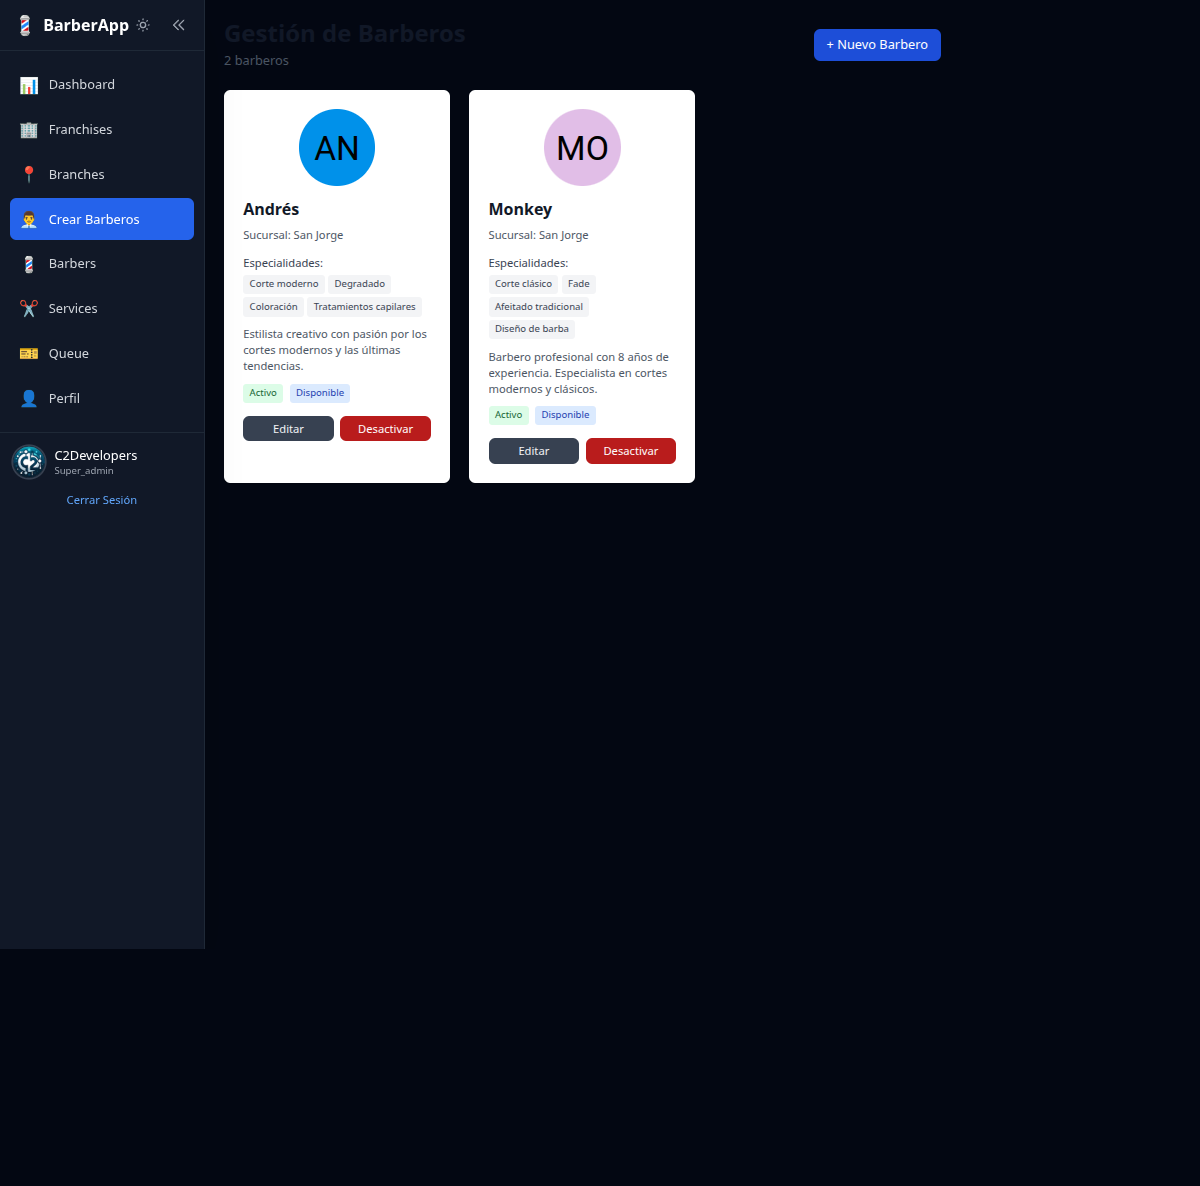 BarberApp
Dashboard
Franchises
Branches
Crear Barberos
Barbers
Services
Queue
Perfil
C2Developers
Super_admin
Cerrar Sesión
Gestión de Barberos
2 barberos
+ Nuevo Barbero
AN
Andrés
Sucursal: San Jorge
Especialidades:
Corte moderno Degradado
Coloración Tratamientos capilares
Estilista creativo con pasión por los
cortes modernos y las últimas
tendencias.
Activo Disponible
Editar Desactivar
MO
Monkey
Sucursal: San Jorge
Especialidades:
Corte clásico Fade
Afeitado tradicional
Diseño de barba
Barbero profesional con 8 años de
experiencia. Especialista en cortes
modernos y clásicos.
Activo Disponible
Editar Desactivar